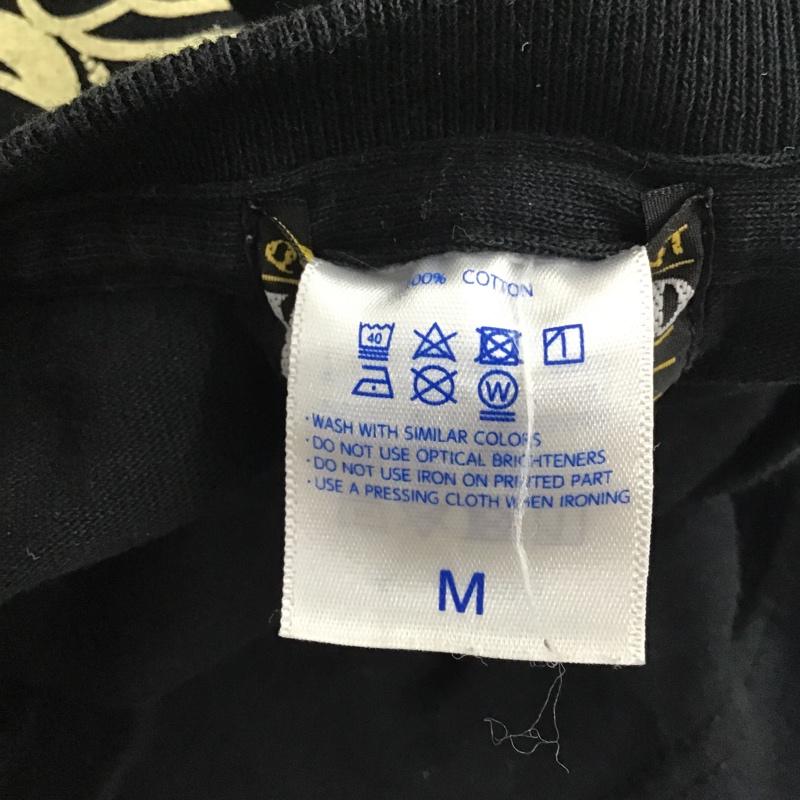 100% COTTON
40
W
·WASH WITH SIMILAR COLORS
·DO NOT USE OPTICAL BRIGHTENERS
·DO NOT USE IRON ON PRINTED PART
·USE A PRESSING CLOTH WHEN IRONING
M